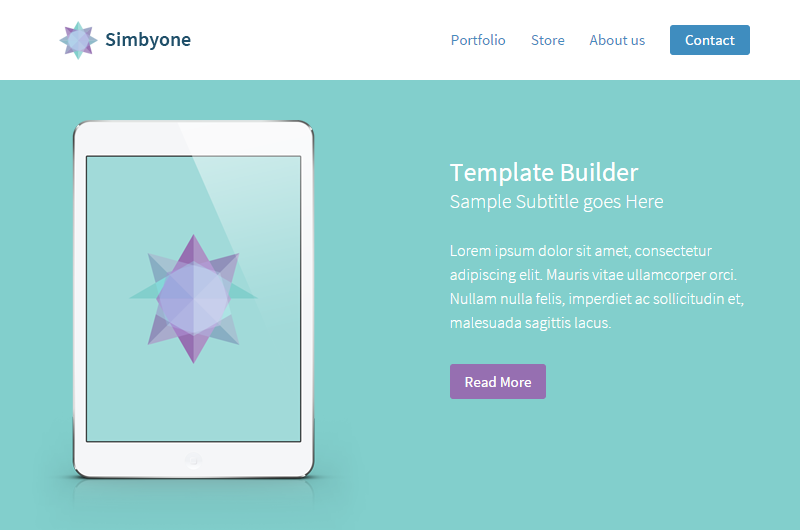 Simbyone
Portfolio Store About us Contact
Template Builder
Sample Subtitle goes Here
Lorem ipsum dolor sit amet, consectetur
adipiscing elit. Mauris vitae ullamcorper orci.
Nullam nulla felis, imperdiet ac sollicitudin et,
malesuada sagittis lacus.
Read More